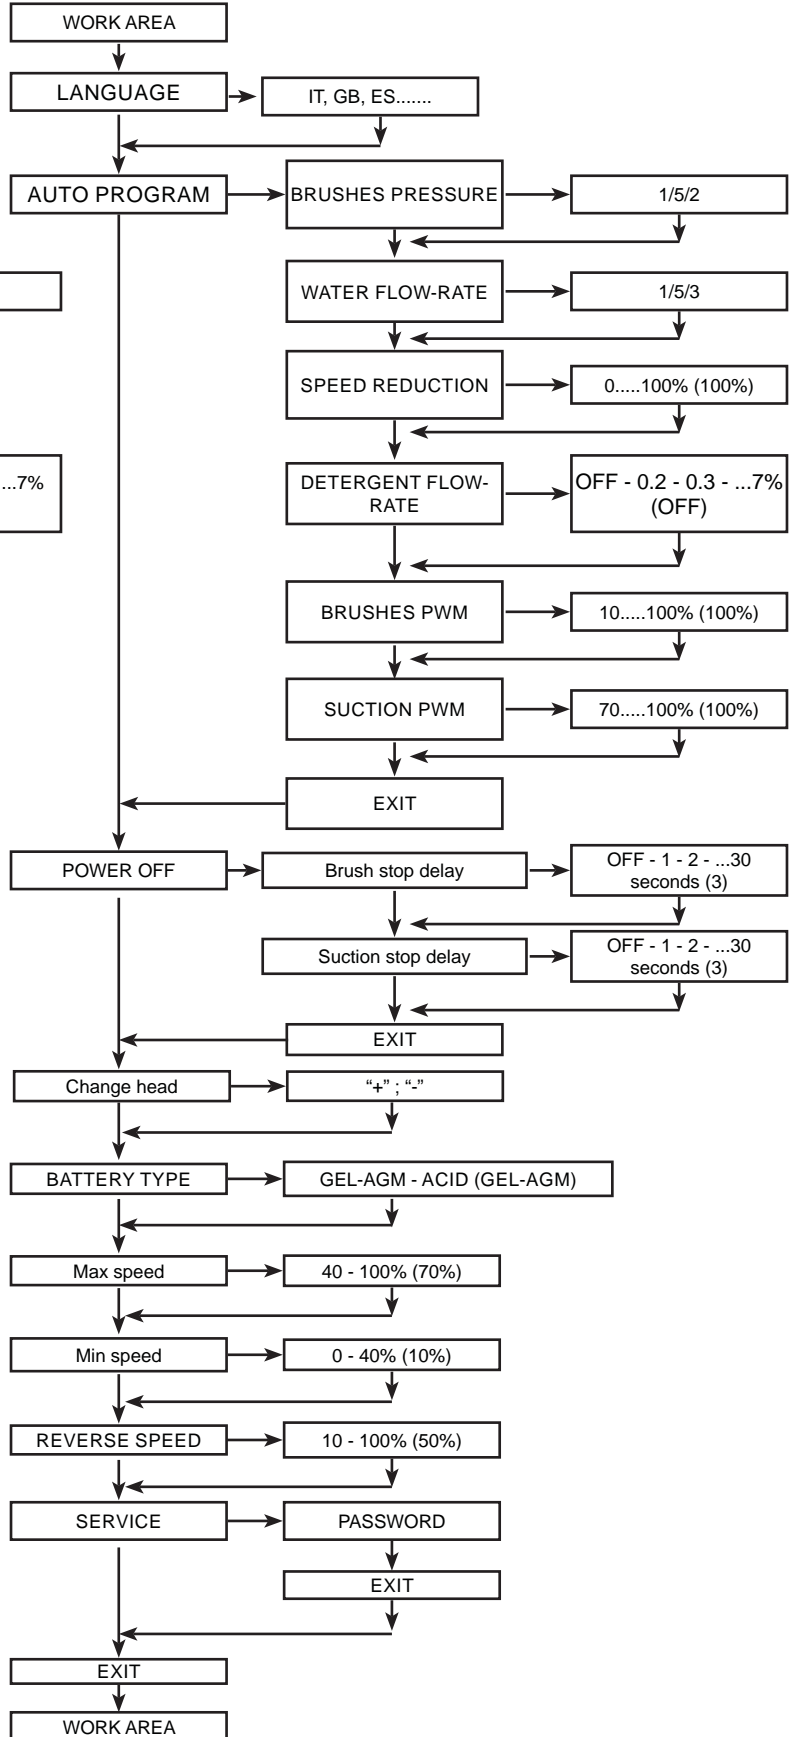 WORK AREA
LANGUAGE
IT, GB, ES.......
AUTO PROGRAM
BRUSHES PRESSURE
1/5/2
WATER FLOW-RATE
1/5/3
SPEED REDUCTION
0.....100% (100%)
...7%
DETERGENT FLOW-
RATE
OFF - 0.2 - 0.3 - ...7%
(OFF)
BRUSHES PWM
10.....100% (100%)
SUCTION PWM
70.....100% (100%)
EXIT
POWER OFF
Brush stop delay
OFF - 1 - 2 - ...30
seconds (3)
Suction stop delay
OFF - 1 - 2 - ...30
seconds (3)
EXIT
Change head
“+” ; “-”
BATTERY TYPE
GEL-AGM - ACID (GEL-AGM)
Max speed
40 - 100% (70%)
Min speed
0 - 40% (10%)
REVERSE SPEED
10 - 100% (50%)
SERVICE
PASSWORD
EXIT
EXIT
WORK AREA